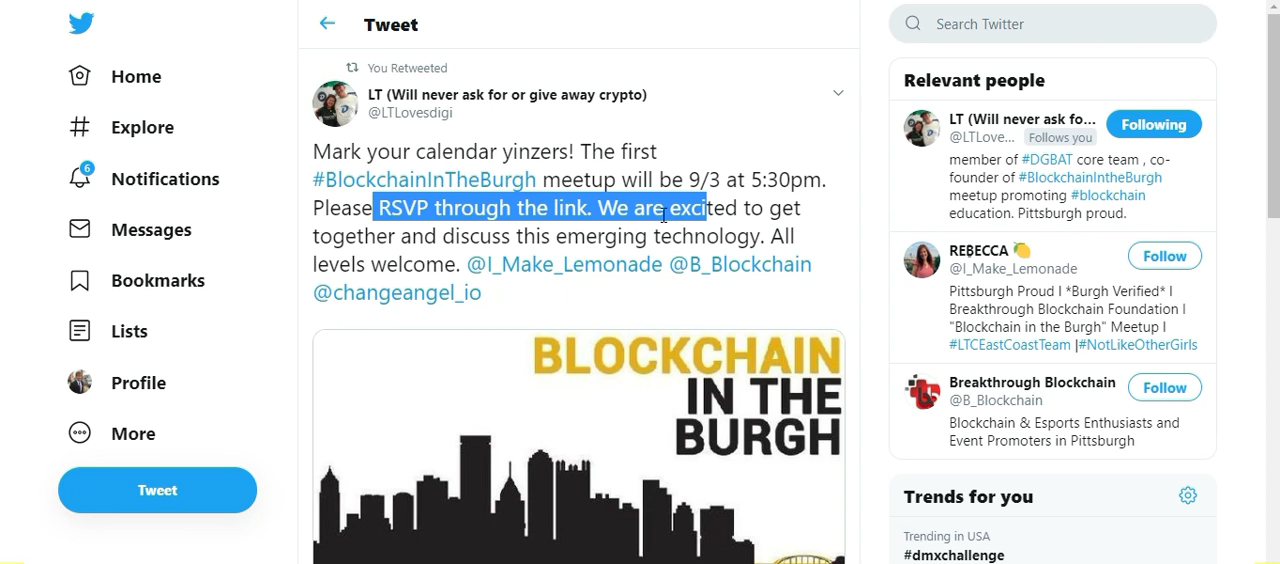 Home
Explore
6
Notifications
Messages
Bookmarks
Lists
Profile
More
Tweet
Tweet
You Retweeted
LT (Will never ask for or give away crypto)
@LTLovesdigi
Mark your calendar yinzers! The first
#BlockchainInTheBurgh meetup will be 9/3 at 5:30pm.
Please RSVP through the link. We are excited to get
together and discuss this emerging technology. All
levels welcome. @I_Make_Lemonade @B_Blockchain
@changeangel_io
BLOCKCHAIN
IN THE
BURGH
Search Twitter
Relevant people
LT (Will never ask fo...
@LTLove... Follows you
Following
member of #DGBAT core team , co-
founder of #BlockchainIntheBurgh
meetup promoting #blockchain
education. Pittsburgh proud.
REɃECCA 🍋
@I_Make_Lemonade
Follow
Pittsburgh Proud I *Burgh Verified* I
Breakthrough Blockchain Foundation I
"Blockchain in the Burgh" Meetup I
#LTCEastCoastTeam |#NotLikeOtherGirls
Breakthrough Blockchain
@B_Blockchain
Follow
Blockchain & Esports Enthusiasts and
Event Promoters in Pittsburgh
Trends for you
Trending in USA
#dmxchallenge